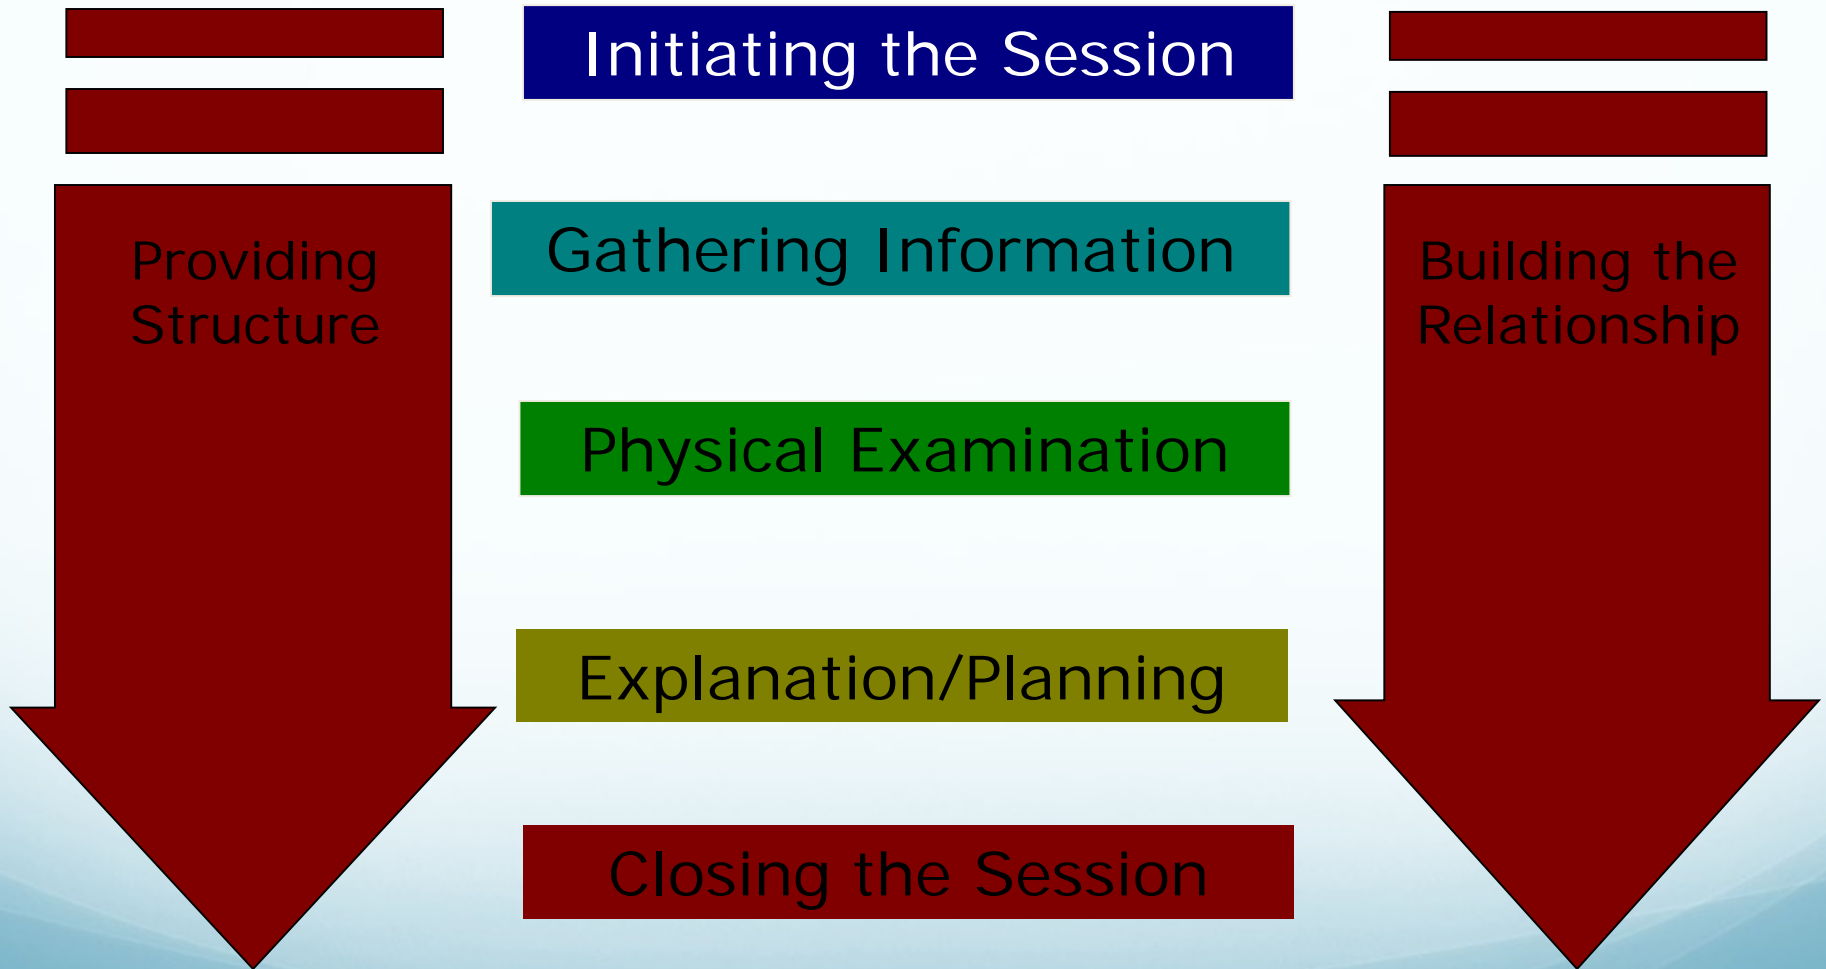 Initiating the Session
Providing
Structure
Gathering Information
Building the
Relationship
Physical Examination
Explanation/Planning
Closing the Session